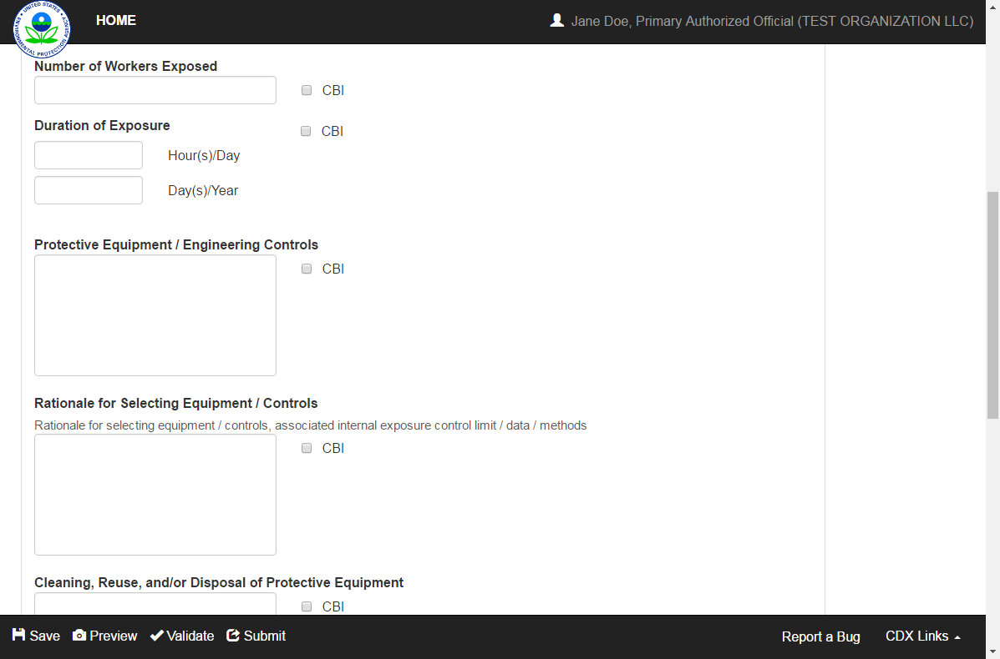 UNITED STATES
ENVIRONMENTAL PROTECTION AGENCY
HOME
Jane Doe, Primary Authorized Official (TEST ORGANIZATION LLC)
Number of Workers Exposed
CBI
Duration of Exposure
CBI
Hour(s)/Day
Day(s)/Year
Protective Equipment / Engineering Controls
CBI
Rationale for Selecting Equipment / Controls
Rationale for selecting equipment / controls, associated internal exposure control limit / data / methods
CBI
Cleaning, Reuse, and/or Disposal of Protective Equipment
CBI
Save Preview Validate Submit Report a Bug CDX Links